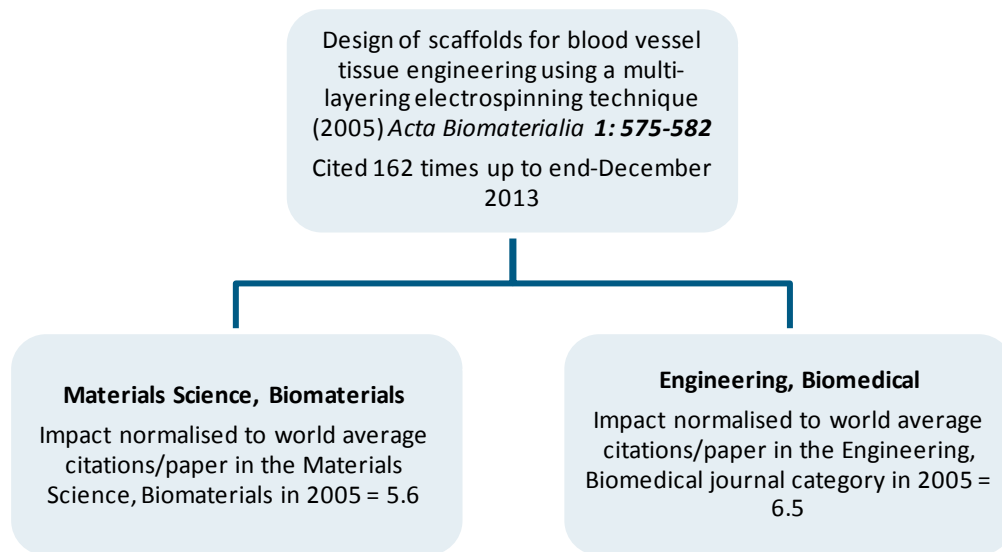 Design of scaffolds for blood vessel
tissue engineering using a multi-
layering electrospinning technique
(2005) Acta Biomaterialia 1: 575-582
Cited 162 times up to end-December
2013
Materials Science, Biomaterials
Impact normalised to world average
citations/paper in the Materials
Science, Biomaterials in 2005 = 5.6
Engineering, Biomedical
Impact normalised to world average
citations/paper in the Engineering,
Biomedical journal category in 2005 =
6.5